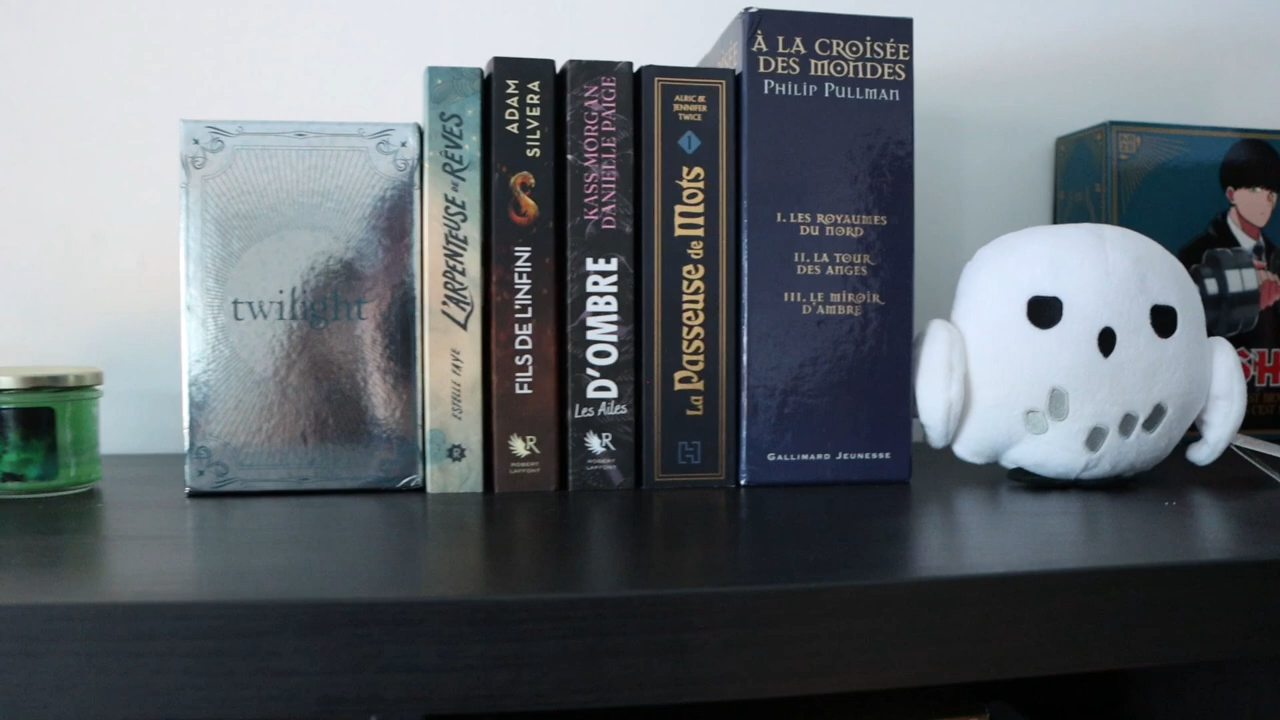 twilight
L'ARPENTEUSE DE RÊVES
ESTELLE FAYE
ADAM
SILVERA
FILS DE L'INFINI
R
ROBERT
LAFFONT
KASS MORGAN
DANIELLE PAIGE
D'OMBRE
Les Ailes
R
ROBERT
LAFFONT
ALRIC &
JENNIFER
TWICE
I
La Passeuse de Mots
H
À LA CROISÉE
DES MONDES
PHILIP PULLMAN
I. LES ROYAUMES
DU NORD
II. LA TOUR
DES ANGES
III. LE MIROIR
D'AMBRE
GALLIMARD JEUNESSE
SH